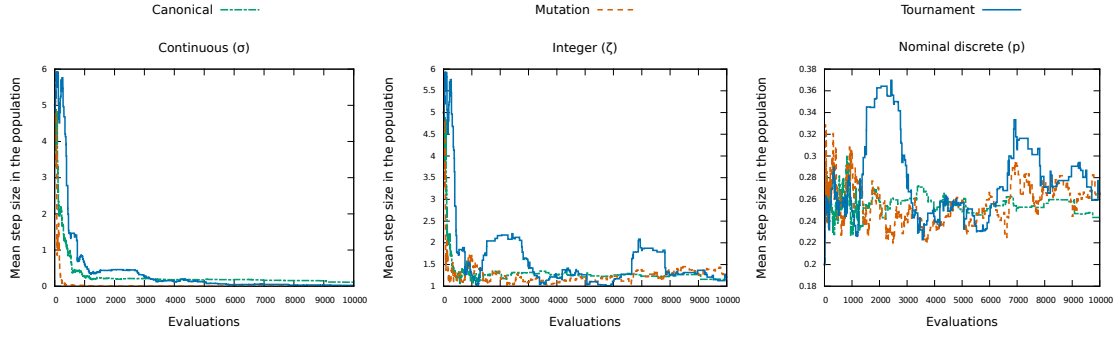 Canonical
Mutation
Tournament
Continuous (σ)
Integer (ζ)
Nominal discrete (p)
Mean step size in the population
6
5
4
3
2
1
0
0 1000 2000 3000 4000 5000 6000 7000 8000 9000 10000
Evaluations
Mean step size in the population
6
5.5
5
4.5
4
3.5
3
2.5
2
1.5
1
0 1000 2000 3000 4000 5000 6000 7000 8000 9000 10000
Evaluations
Mean step size in the population
0.38
0.36
0.34
0.32
0.3
0.28
0.26
0.24
0.22
0.2
0.18
0 1000 2000 3000 4000 5000 6000 7000 8000 9000 10000
Evaluations